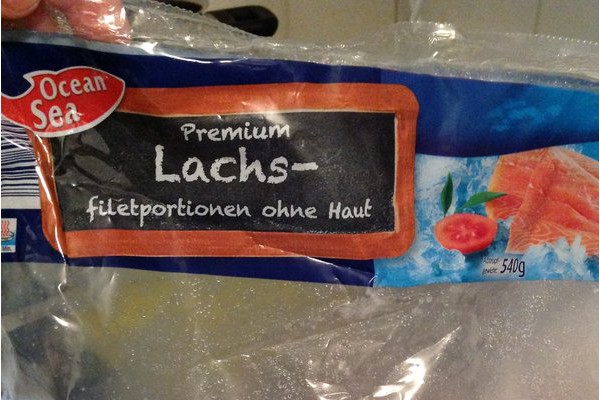 Ocean
Sea
Premium
Lachs-
filetportionen ohne Haut
540g